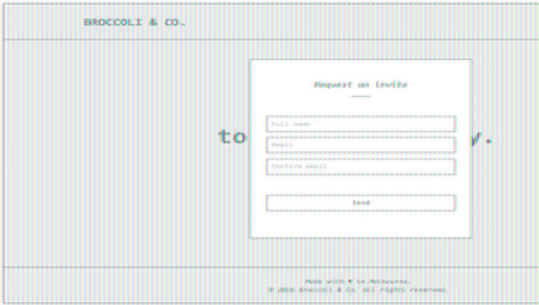 BROCCOLI & CO.
Request an invite
to
y.
Full name
Email
Confirm email
Send
Made with ♥ in Melbourne.
© 2016 Broccoli & Co. All rights reserved.